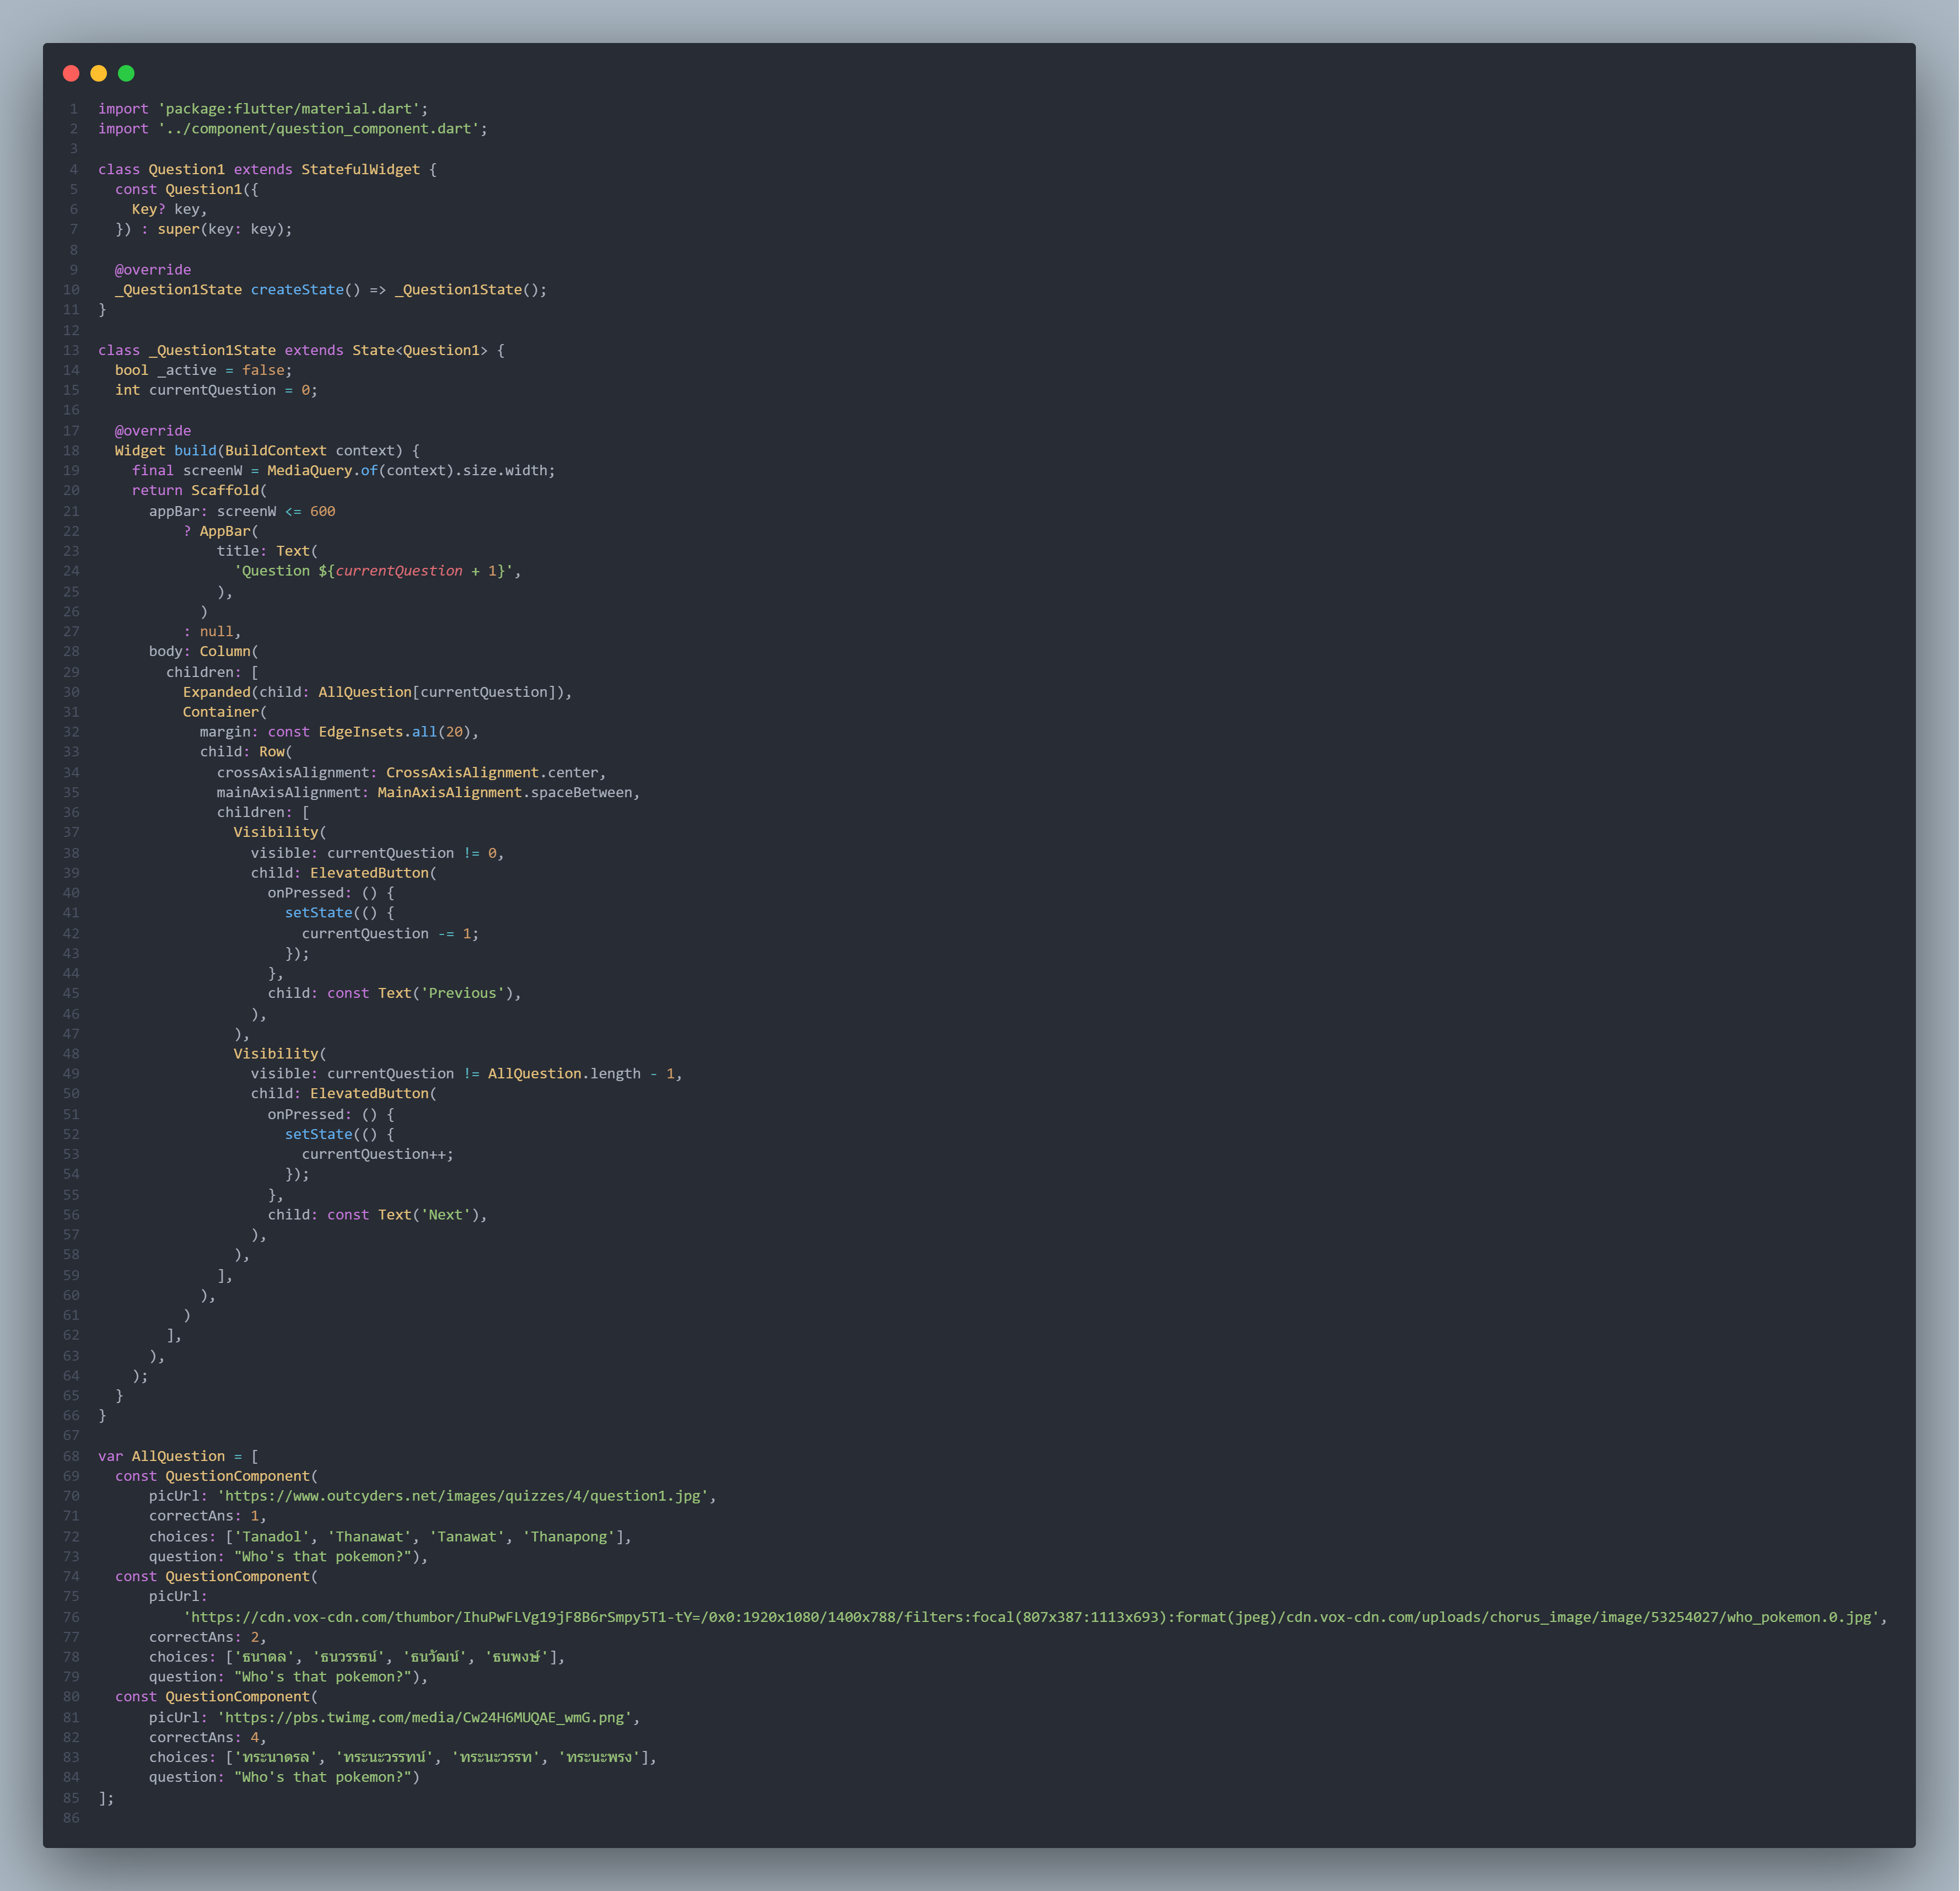 1 import 'package:flutter/material.dart';
2 import '../component/question_component.dart';
3
4 class Question1 extends StatefulWidget {
5   const Question1({
6     Key? key,
7   }) : super(key: key);
8
9   @override
10   _Question1State createState() => _Question1State();
11 }
12
13 class _Question1State extends State<Question1> {
14   bool _active = false;
15   int currentQuestion = 0;
16
17   @override
18   Widget build(BuildContext context) {
19     final screenW = MediaQuery.of(context).size.width;
20     return Scaffold(
21       appBar: screenW <= 600
22           ? AppBar(
23               title: Text(
24                 'Question ${currentQuestion + 1}',
25               ),
26             )
27           : null,
28       body: Column(
29         children: [
30           Expanded(child: AllQuestion[currentQuestion]),
31           Container(
32             margin: const EdgeInsets.all(20),
33             child: Row(
34               crossAxisAlignment: CrossAxisAlignment.center,
35               mainAxisAlignment: MainAxisAlignment.spaceBetween,
36               children: [
37                 Visibility(
38                   visible: currentQuestion != 0,
39                   child: ElevatedButton(
40                     onPressed: () {
41                       setState(() {
42                         currentQuestion -= 1;
43                       });
44                     },
45                     child: const Text('Previous'),
46                   ),
47                 ),
48                 Visibility(
49                   visible: currentQuestion != AllQuestion.length - 1,
50                   child: ElevatedButton(
51                     onPressed: () {
52                       setState(() {
53                         currentQuestion++;
54                       });
55                     },
56                     child: const Text('Next'),
57                   ),
58                 ),
59               ],
60             ),
61           )
62         ],
63       ),
64     );
65   }
66 }
67
68 var AllQuestion = [
69   const QuestionComponent(
70       picUrl: 'https://www.outcyders.net/images/quizzes/4/question1.jpg',
71       correctAns: 1,
72       choices: ['Tanadol', 'Thanawat', 'Tanawat', 'Thanapong'],
73       question: "Who's that pokemon?"),
74   const QuestionComponent(
75       picUrl:
76           'https://cdn.vox-cdn.com/thumbor/IhuPwFLVg19jF8B6rSmpy5T1-tY=/0x0:1920x1080/1400x788/filters:focal(807x387:1113x693):format(jpeg)/cdn.vox-cdn.com/uploads/chorus_image/image/53254027/who_pokemon.0.jpg',
77       correctAns: 2,
78       choices: ['ธนาดล', 'ธนวรรธน์', 'ธนวัฒน์', 'ธนพงษ์'],
79       question: "Who's that pokemon?"),
80   const QuestionComponent(
81       picUrl: 'https://pbs.twimg.com/media/Cw24H6MUQAE_wmG.png',
82       correctAns: 4,
83       choices: ['ทระนาดรล', 'ทระนะวรรทน์', 'ทระนะวรรท', 'ทระนะพรง'],
84       question: "Who's that pokemon?")
85 ];
86